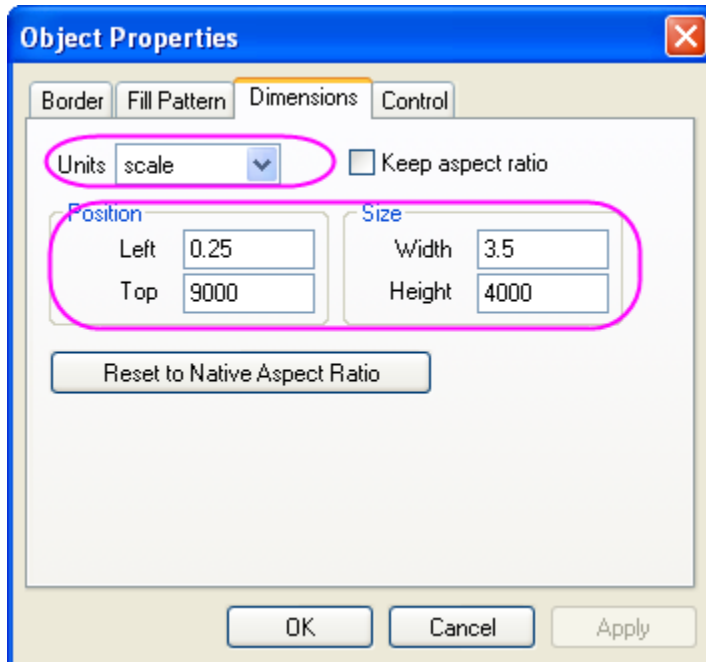 Object Properties
Border Fill Pattern Dimensions Control
Units scale Keep aspect ratio
Position Size
Left 0.25 Width 3.5
Top 9000 Height 4000
Reset to Native Aspect Ratio
OK Cancel Apply